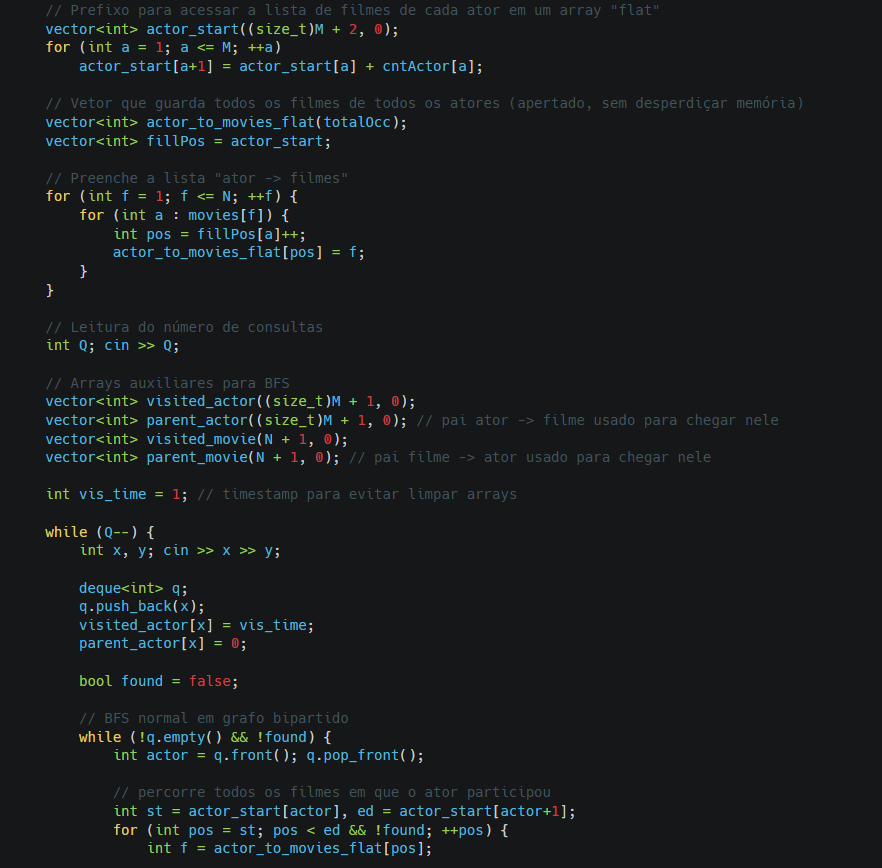 // Prefixo para acessar a lista de filmes de cada ator em um array "flat"
vector<int> actor_start((size_t)M + 2, 0);
for (int a = 1; a <= M; ++a)
    actor_start[a+1] = actor_start[a] + cntActor[a];

// Vetor que guarda todos os filmes de todos os atores (apertado, sem desperdiçar memória)
vector<int> actor_to_movies_flat(totalOcc);
vector<int> fillPos = actor_start;

// Preenche a lista "ator -> filmes"
for (int f = 1; f <= N; ++f) {
    for (int a : movies[f]) {
        int pos = fillPos[a]++;
        actor_to_movies_flat[pos] = f;
    }
}

// Leitura do número de consultas
int Q; cin >> Q;

// Arrays auxiliares para BFS
vector<int> visited_actor((size_t)M + 1, 0);
vector<int> parent_actor((size_t)M + 1, 0); // pai ator -> filme usado para chegar nele
vector<int> visited_movie(N + 1, 0);
vector<int> parent_movie(N + 1, 0); // pai filme -> ator usado para chegar nele

int vis_time = 1; // timestamp para evitar limpar arrays

while (Q--) {
    int x, y; cin >> x >> y;

    deque<int> q;
    q.push_back(x);
    visited_actor[x] = vis_time;
    parent_actor[x] = 0;

    bool found = false;

    // BFS normal em grafo bipartido
    while (!q.empty() && !found) {
        int actor = q.front(); q.pop_front();

        // percorre todos os filmes em que o ator participou
        int st = actor_start[actor], ed = actor_start[actor+1];
        for (int pos = st; pos < ed && !found; ++pos) {
            int f = actor_to_movies_flat[pos];